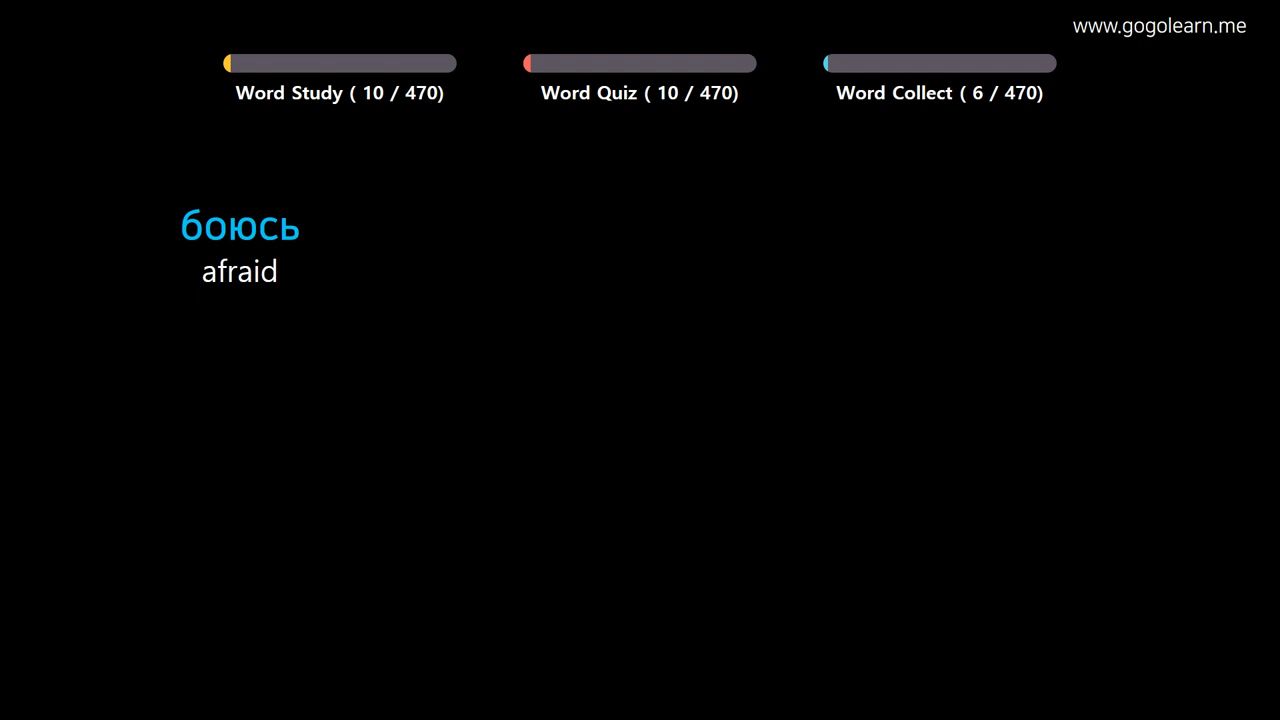 www.gogolearn.me
Word Study ( 10 / 470)
Word Quiz ( 10 / 470)
Word Collect ( 6 / 470)
боюсь
afraid